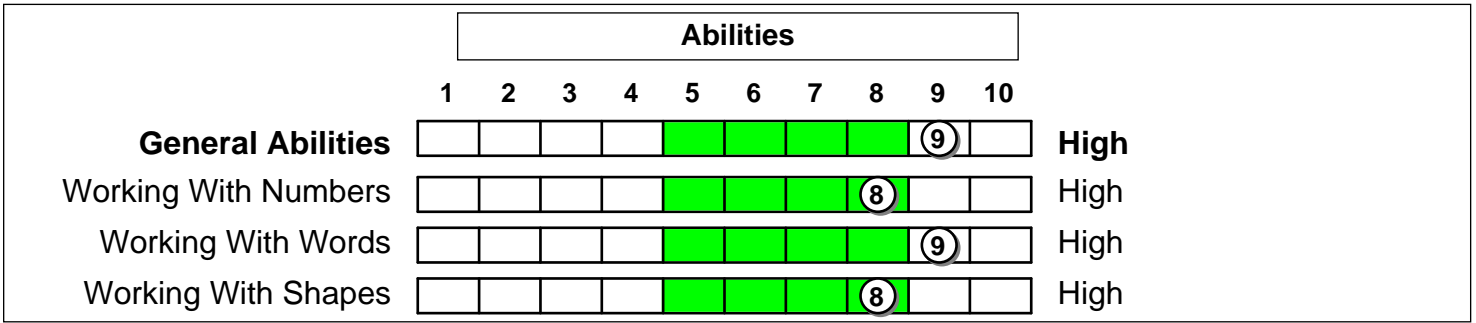 Abilities
1 2 3 4 5 6 7 8 9 10
General Abilities 9 High
Working With Numbers 8 High
Working With Words 9 High
Working With Shapes 8 High